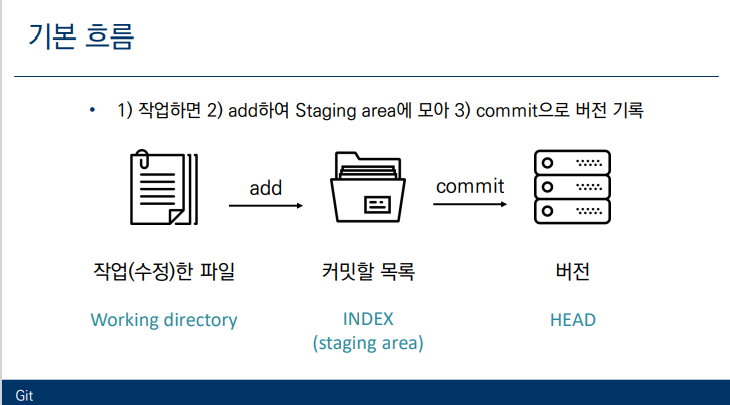 기본 흐름
• 1) 작업하면 2) add하여 Staging area에 모아 3) commit으로 버전 기록
add
commit
작업(수정)한 파일
커밋할 목록
버전
Working directory
INDEX
(staging area)
HEAD
Git